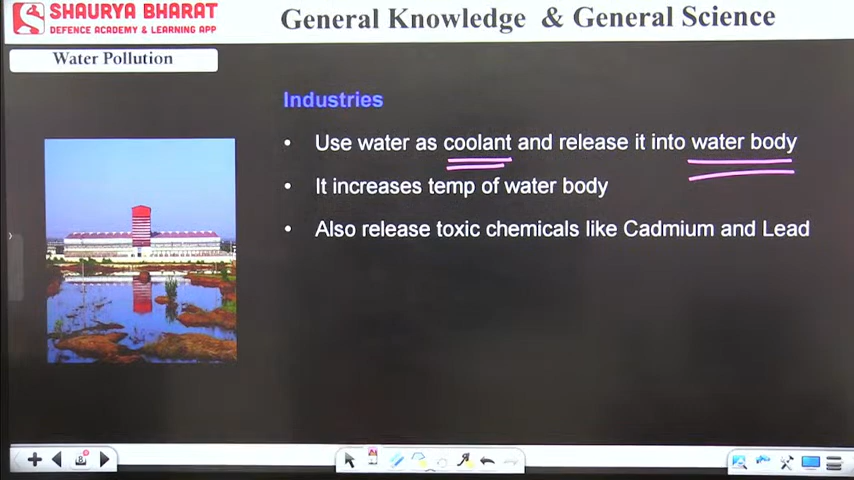 SHAURYA BHARAT
DEFENCE ACADEMY & LEARNING APP
General Knowledge & General Science
Water Pollution
Industries
• Use water as coolant and release it into water body
• It increases temp of water body
• Also release toxic chemicals like Cadmium and Lead